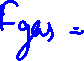 Fgas =